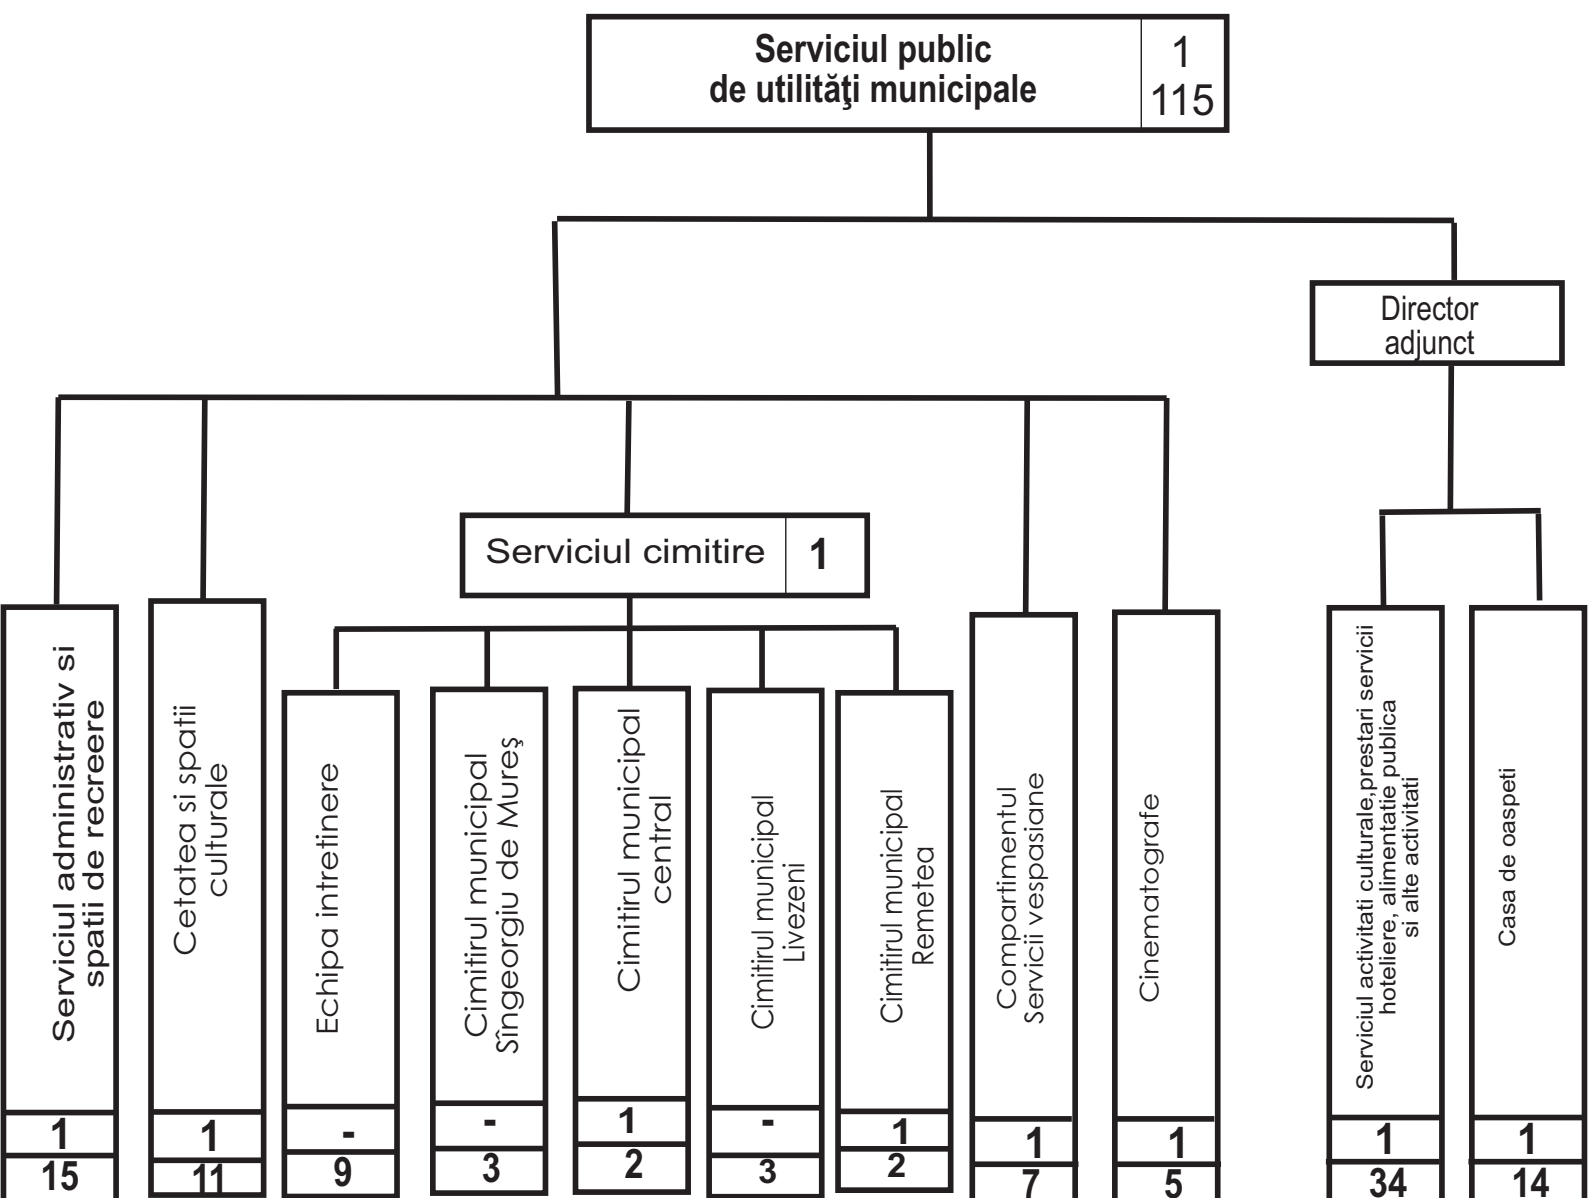 Serviciul public
de utilităţi municipale
1
115
Director
adjunct
Serviciul cimitire
1
Serviciul administrativ si
spatii de recreere
1
15
Cetatea si spatii
culturale
1
11
Echipa intretinere
-
9
Cimitirul municipal
Sîngeorgiu de Mureş
-
3
Cimitirul municipal
central
1
2
Cimitirul municipal
Livezeni
-
3
Cimitirul municipal
Remetea
1
2
Compartimentul
Servicii vespasiane
1
7
Cinematografe
1
5
Serviciul activitati culturale,prestari servicii
hoteliere, alimentatie publica
si alte activitati
1
34
Casa de oaspeti
1
14